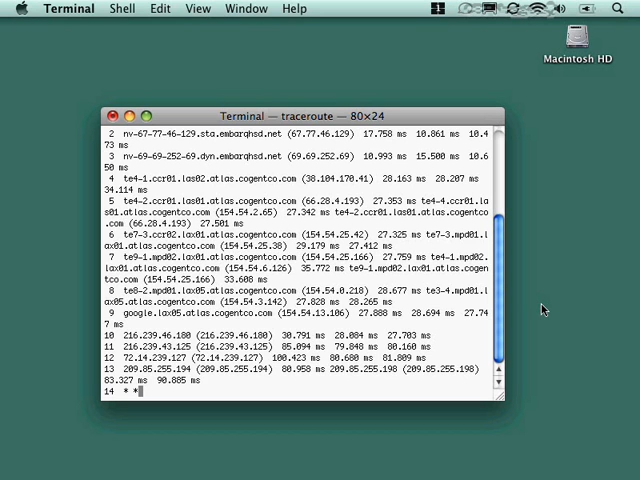 Terminal Shell Edit View Window Help
Macintosh HD
Terminal — traceroute — 80×24
2 nv-67-77-46-129.sta.embarqhsd.net (67.77.46.129) 17.758 ms 10.861 ms 10.4
73 ms
3 nv-69-69-252-69.dyn.embarqhsd.net (69.69.252.69) 10.993 ms 15.500 ms 10.6
50 ms
4 te4-1.ccr01.las02.atlas.cogentco.com (38.104.170.41) 28.163 ms 28.207 ms
34.114 ms
5 te4-2.ccr01.las01.atlas.cogentco.com (66.28.4.193) 27.353 ms te4-4.ccr01.la
s01.atlas.cogentco.com (154.54.2.65) 27.342 ms te4-2.ccr01.las01.atlas.cogentco
.com (66.28.4.193) 27.501 ms
6 te7-3.ccr02.lax01.atlas.cogentco.com (154.54.25.42) 27.325 ms te7-3.mpd01.l
ax01.atlas.cogentco.com (154.54.25.38) 29.179 ms 27.412 ms
7 te9-1.mpd02.lax01.atlas.cogentco.com (154.54.25.166) 27.759 ms te4-1.mpd02.
lax01.atlas.cogentco.com (154.54.6.126) 35.772 ms te9-1.mpd02.lax01.atlas.cogen
tco.com (154.54.25.166) 33.608 ms
8 te8-2.mpd01.lax05.atlas.cogentco.com (154.54.0.218) 28.677 ms te3-4.mpd01.l
ax05.atlas.cogentco.com (154.54.3.142) 27.828 ms 28.265 ms
9 google.lax05.atlas.cogentco.com (154.54.13.106) 27.888 ms 28.694 ms 27.74
7 ms
10 216.239.46.180 (216.239.46.180) 30.791 ms 28.084 ms 27.703 ms
11 216.239.43.125 (216.239.43.125) 85.094 ms 79.848 ms 80.160 ms
12 72.14.239.127 (72.14.239.127) 100.423 ms 80.680 ms 81.809 ms
13 209.85.255.194 (209.85.255.194) 80.958 ms 209.85.255.198 (209.85.255.198)
83.327 ms 90.885 ms
14 * *